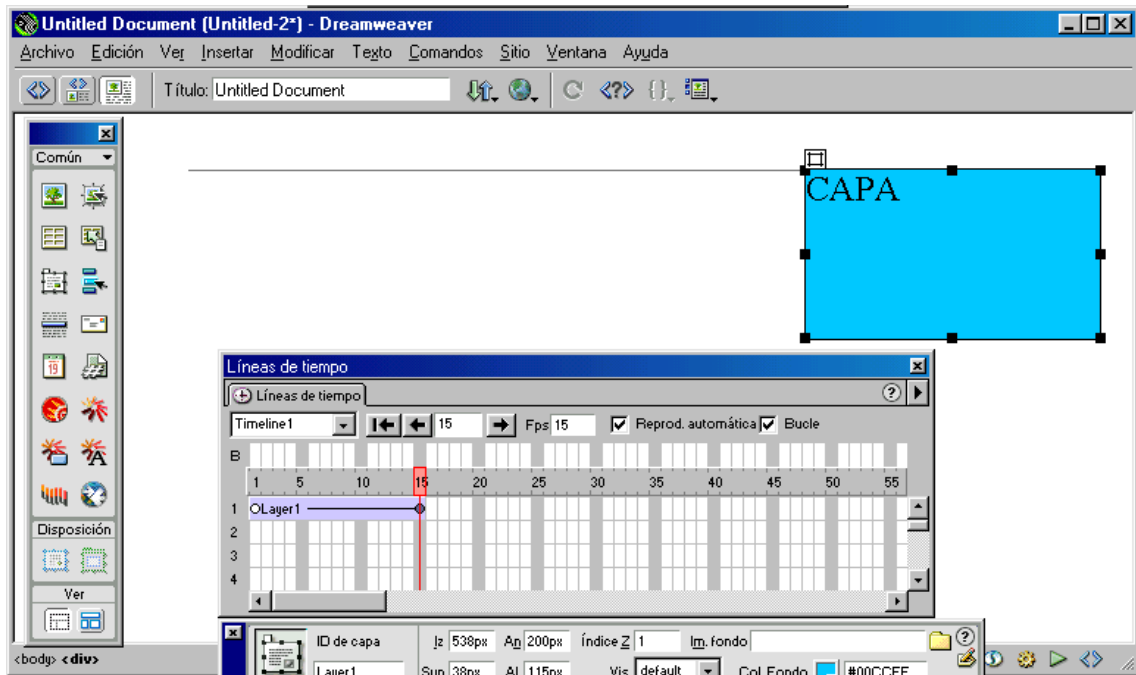 Untitled Document (Untitled-2*) - Dreamweaver
Archivo Edición Ver Insertar Modificar Texto Comandos Sitio Ventana Ayuda
Título: Untitled Document
Común
CAPA
19
Disposición
Ver
Líneas de tiempo
Líneas de tiempo
Timeline1 15 Fps 15 Reprod. automática Bucle
B
1 5 10 15 20 25 30 35 40 45 50 55
1 Layer1
2
3
4
ID de capa Iz 538px An 200px Índice Z 1 Im. fondo
Layer1 Sup 38px Al 115px Vis default Col Fondo #00CCFF
<body> <div>